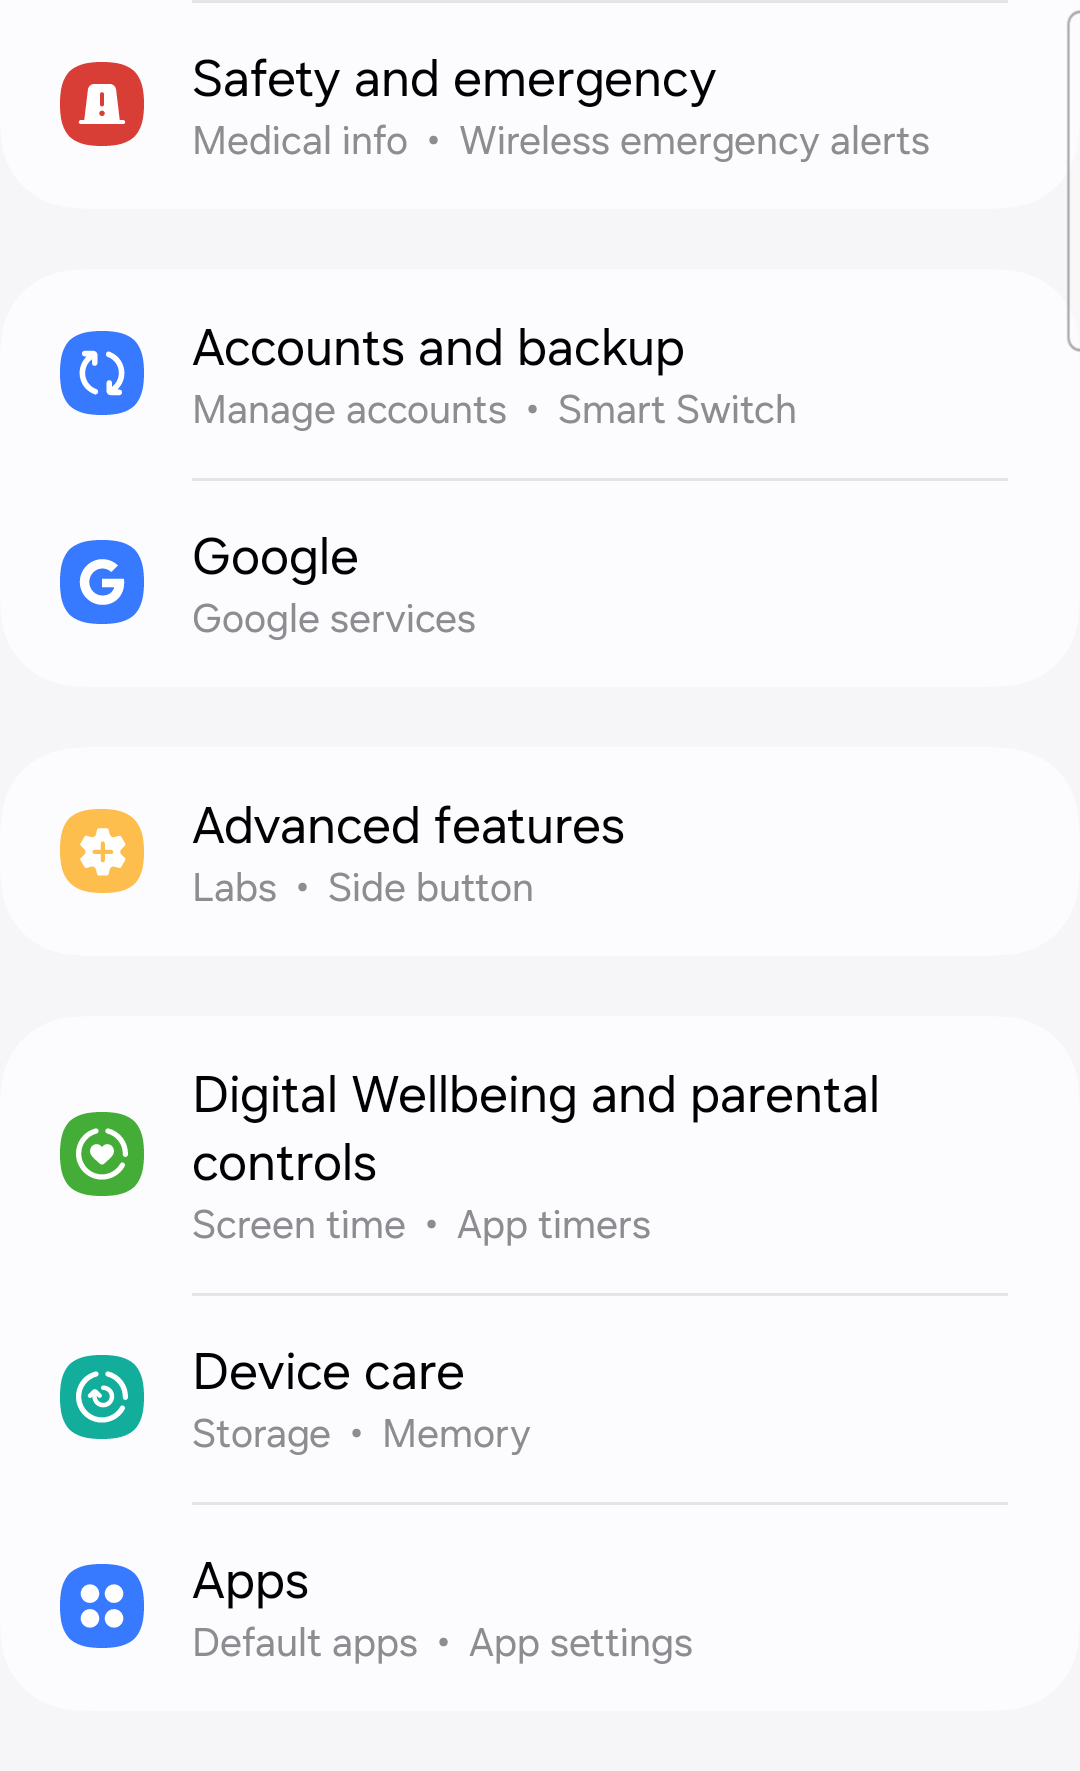 Safety and emergency
Medical info • Wireless emergency alerts
Accounts and backup
Manage accounts • Smart Switch
Google
Google services
Advanced features
Labs • Side button
Digital Wellbeing and parental
controls
Screen time • App timers
Device care
Storage • Memory
Apps
Default apps • App settings